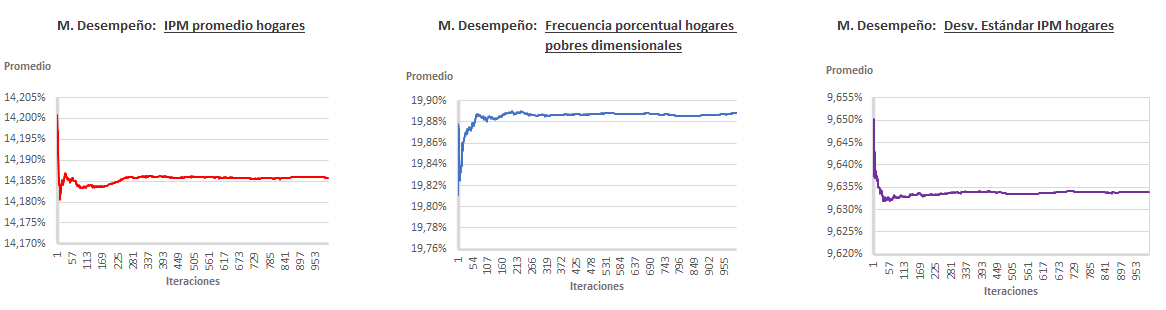 M. Desempeño: IPM promedio hogares
Promedio
14,205%
14,200%
14,195%
14,190%
14,185%
14,180%
14,175%
14,170%
1 57 113 169 225 281 337 393 449 505 561 617 673 729 785 841 897 953
Iteraciones
M. Desempeño: Frecuencia porcentual hogares
pobres dimensionales
Promedio
19,90%
19,88%
19,86%
19,84%
19,82%
19,80%
19,78%
19,76%
1 54 107 160 213 266 319 372 425 478 531 584 637 690 743 796 849 902 955
Iteraciones
M. Desempeño: Desv. Estándar IPM hogares
Promedio
9,655%
9,650%
9,645%
9,640%
9,635%
9,630%
9,625%
9,620%
1 57 113 169 225 281 337 393 449 505 561 617 673 729 785 841 897 953
Iteraciones